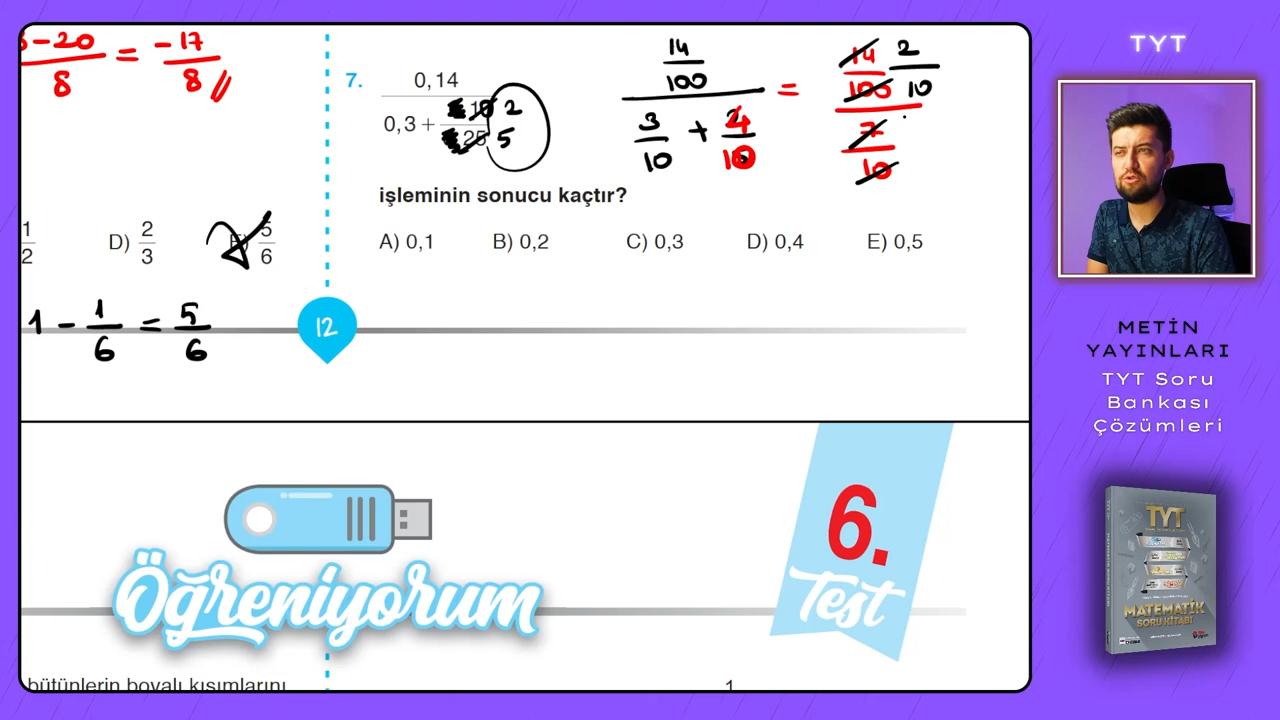 -20 / 8 = -17 / 8
1/2 D) 2/3 5/6
1 - 1/6 = 5/6
12
7. 0,14 / 0,3 + 10/25 2/5
14/100 / 3/10 + 4/10 = 14/100 2/10 / 7/10
işleminin sonucu kaçtır?
A) 0,1 B) 0,2 C) 0,3 D) 0,4 E) 0,5
Öğreniyorum
6.
Test
bütünlerin boyalı kısımlarını
1
TYT
METİN
YAYINLARI
TYT Soru
Bankası
Çözümleri
TYT
MATEMATİK
SORU KİTABI